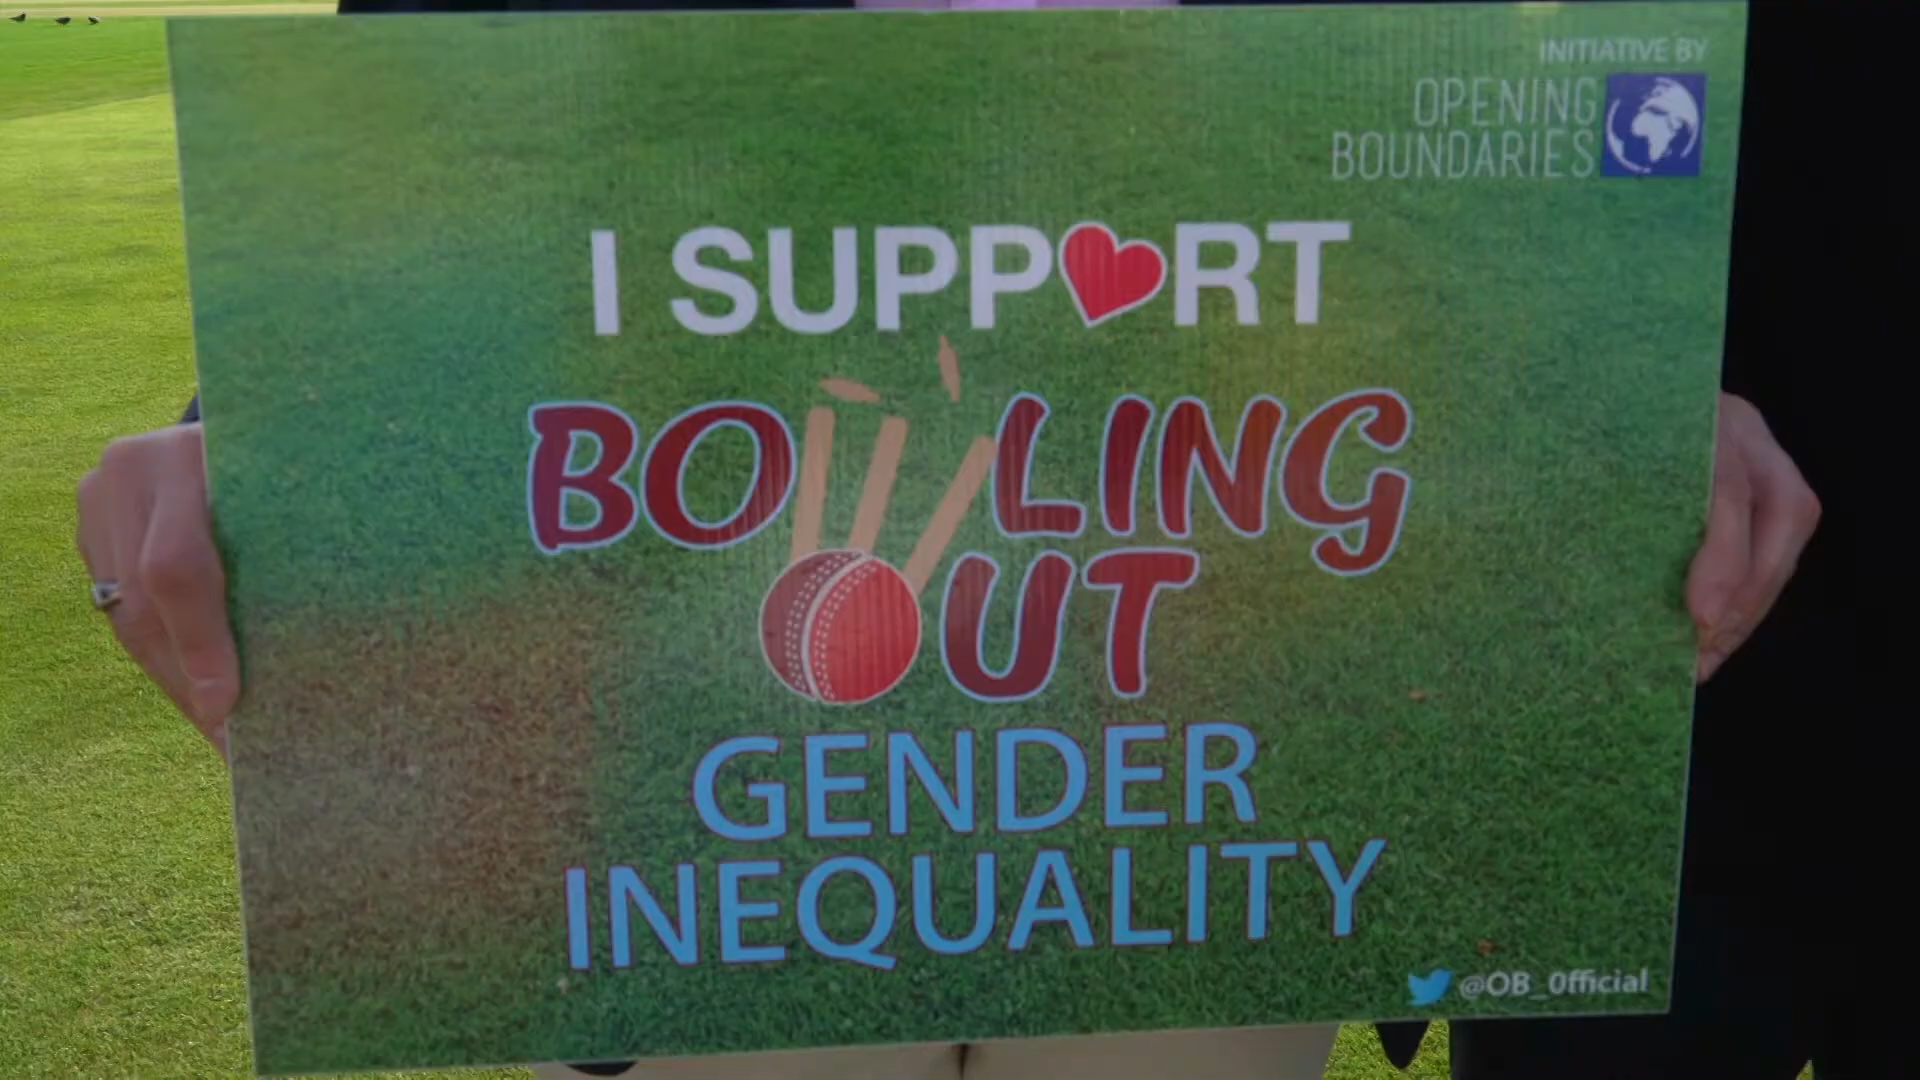 INITIATIVE BY
OPENING
BOUNDARIES
I SUPPORT
BOWLING
OUT
GENDER
INEQUALITY
@OB_0fficial